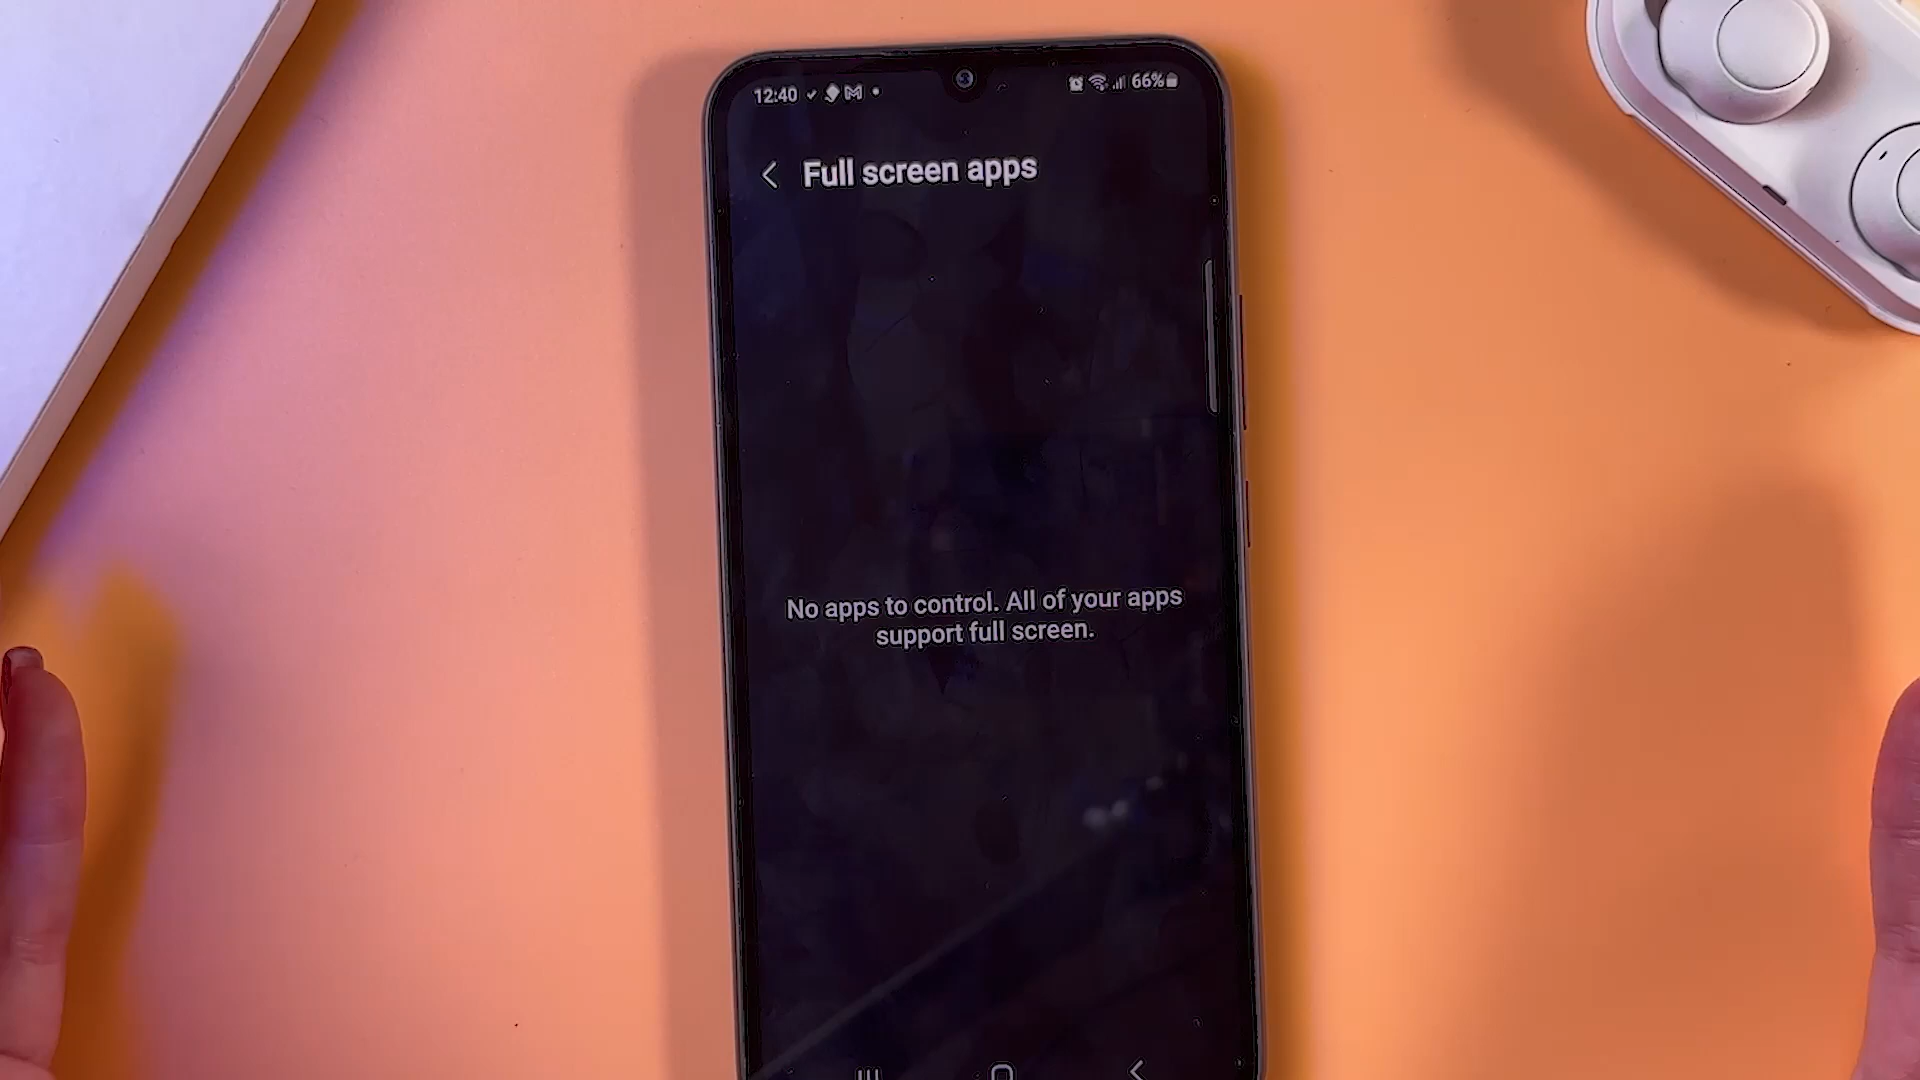 12:40
66%
Full screen apps
No apps to control. All of your apps
support full screen.